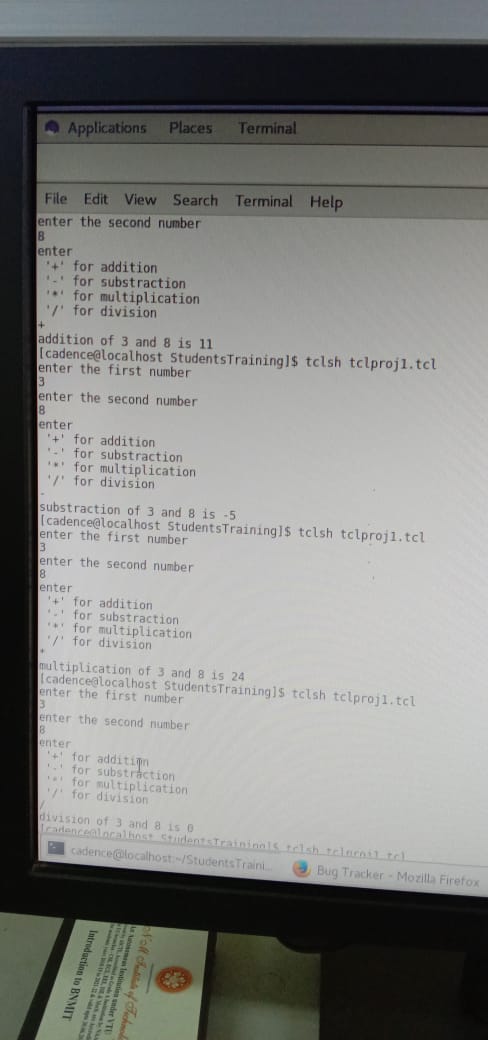 Applications Places Terminal
File Edit View Search Terminal Help
enter the second number
8
enter
'+' for addition
'-' for substraction
'*' for multiplication
'/' for division
+
addition of 3 and 8 is 11
[cadence@localhost StudentsTraining]$ tclsh tclproj1.tcl
enter the first number
3
enter the second number
8
enter
'+' for addition
'-' for substraction
'*' for multiplication
'/' for division
-
substraction of 3 and 8 is -5
[cadence@localhost StudentsTraining]$ tclsh tclproj1.tcl
enter the first number
3
enter the second number
8
enter
'+' for addition
'-' for substraction
'*' for multiplication
'/' for division
*
multiplication of 3 and 8 is 24
[cadence@localhost StudentsTraining]$ tclsh tclproj1.tcl
enter the first number
3
enter the second number
8
enter
'+' for addition
'-' for substraction
'*' for multiplication
'/' for division
/
division of 3 and 8 is 0
[cadence@localhost StudentsTraining]$ tclsh tclproj1.tcl
cadence@localhost:~/StudentsTraini... Bug Tracker - Mozilla Firefox
An Autonomous Institution under VTU
Introduction to BNMIT